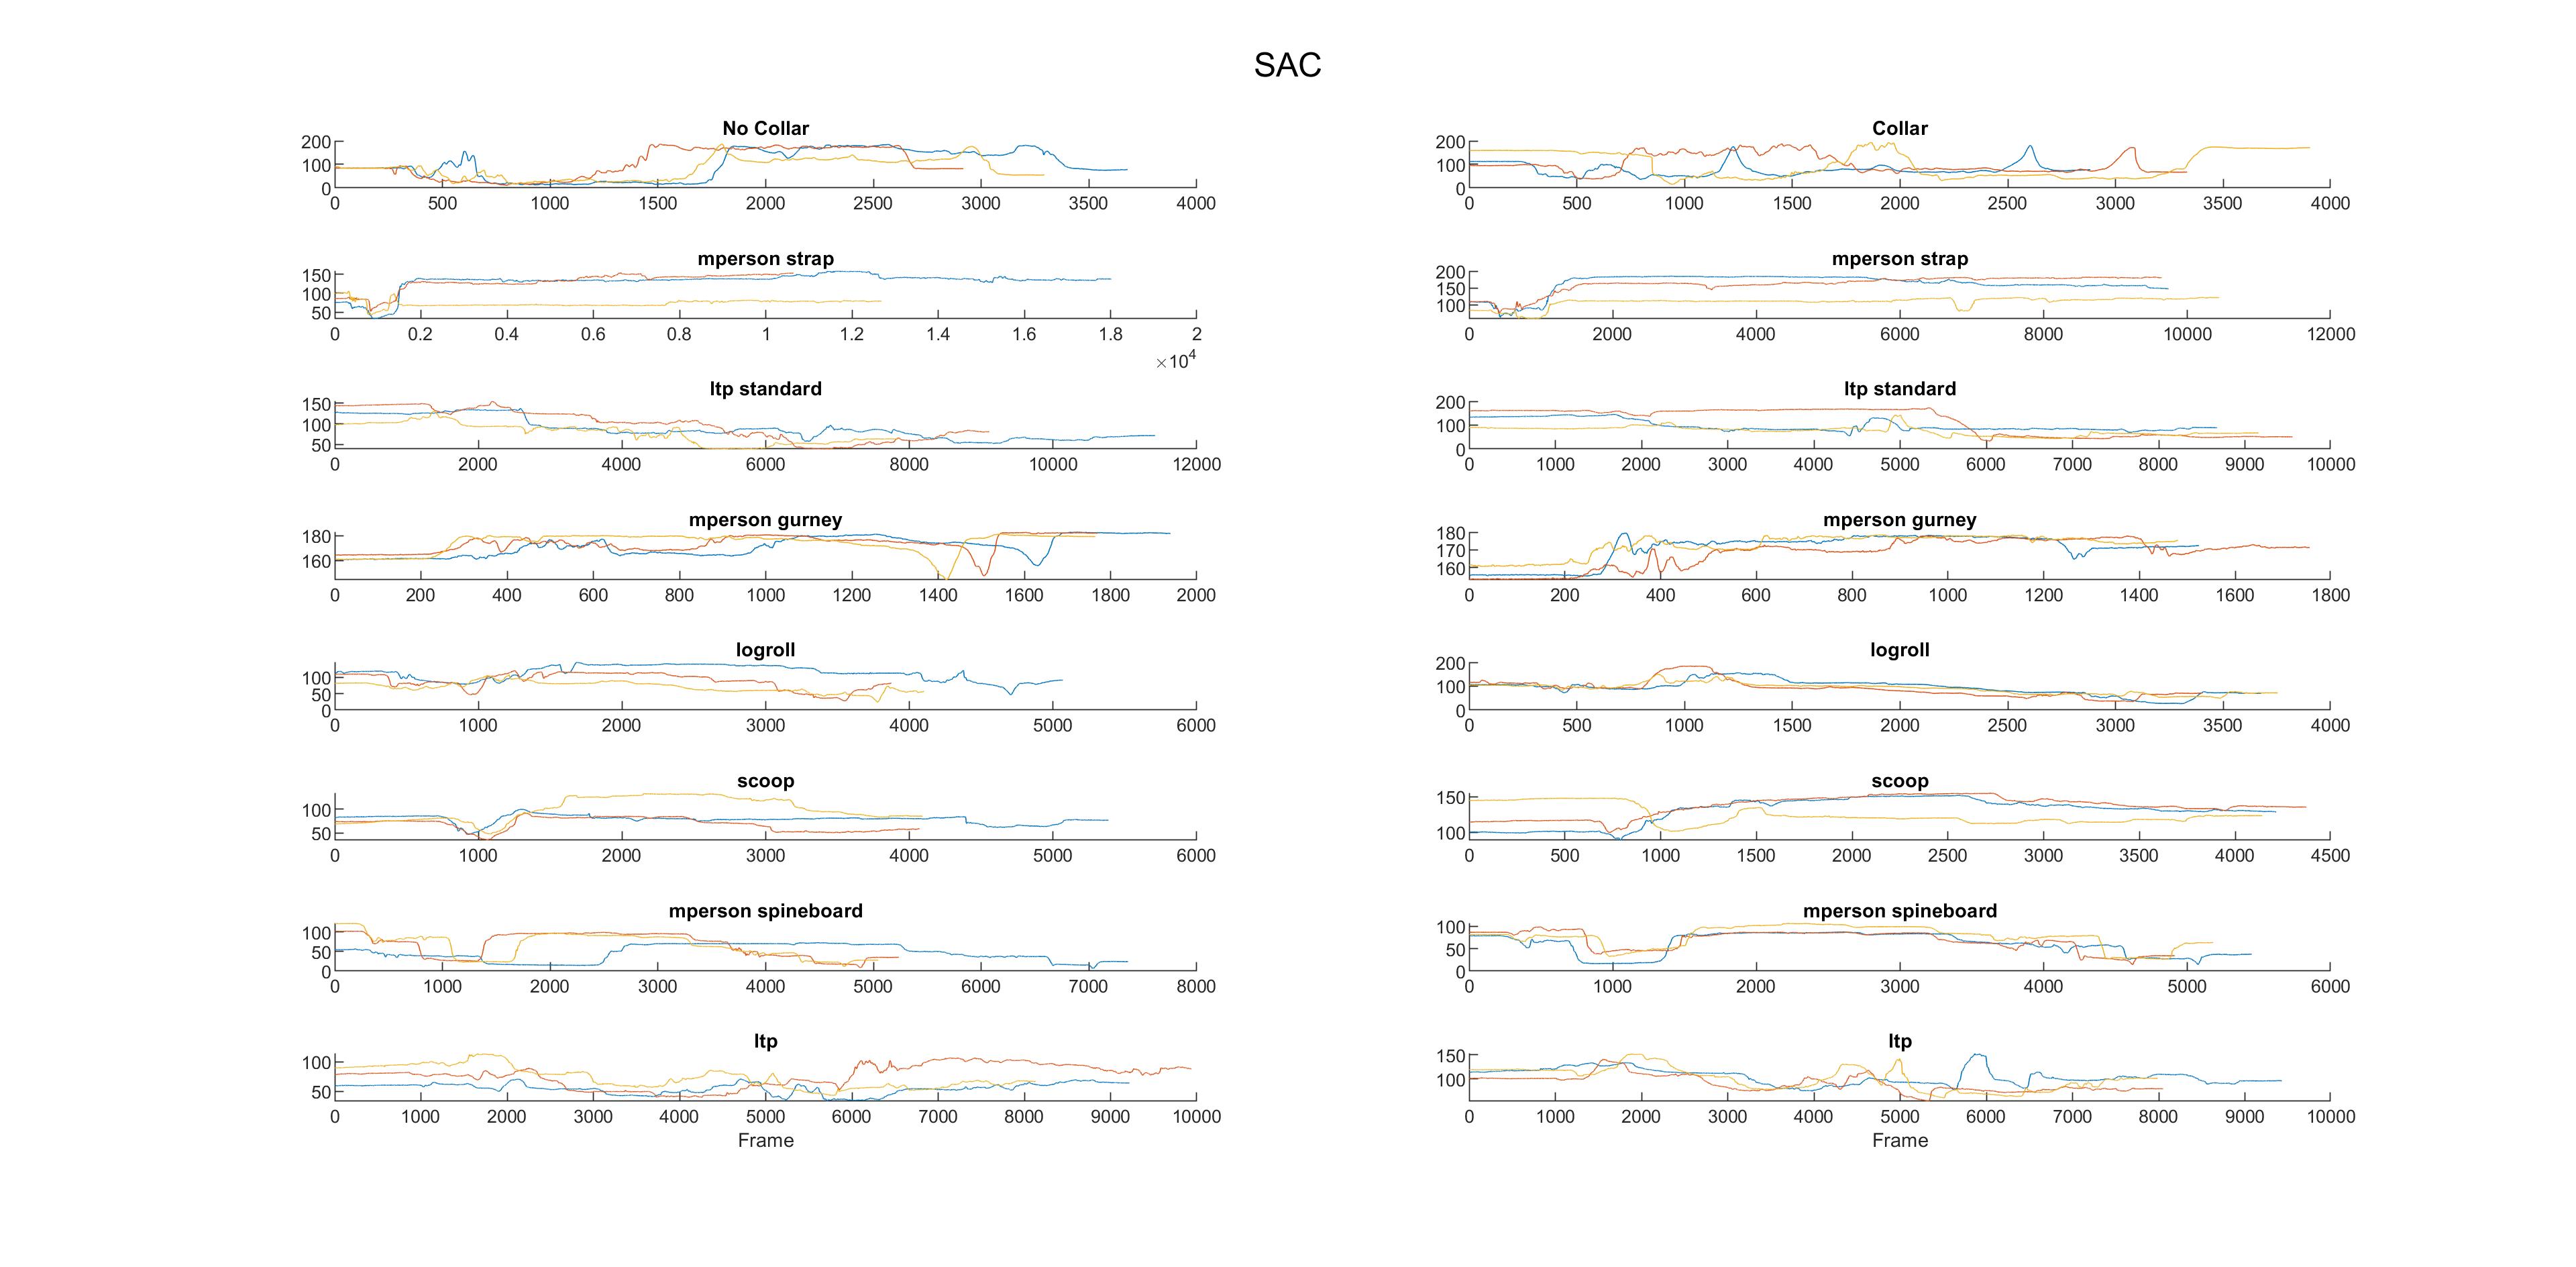 SAC
No Collar
200
100
0
0 500 1000 1500 2000 2500 3000 3500 4000
Collar
200
100
0
0 500 1000 1500 2000 2500 3000 3500 4000
mperson strap
150
100
50
0 0.2 0.4 0.6 0.8 1 1.2 1.4 1.6 1.8 2
×10^4
mperson strap
200
150
100
0 2000 4000 6000 8000 10000 12000
ltp standard
150
100
50
0 2000 4000 6000 8000 10000 12000
ltp standard
200
100
0
0 1000 2000 3000 4000 5000 6000 7000 8000 9000 10000
mperson gurney
180
160
0 200 400 600 800 1000 1200 1400 1600 1800 2000
mperson gurney
180
170
160
0 200 400 600 800 1000 1200 1400 1600 1800
logroll
100
50
0
0 1000 2000 3000 4000 5000 6000
logroll
200
100
0
0 500 1000 1500 2000 2500 3000 3500 4000
scoop
100
50
0 1000 2000 3000 4000 5000 6000
scoop
150
100
0 500 1000 1500 2000 2500 3000 3500 4000 4500
mperson spineboard
100
50
0
0 1000 2000 3000 4000 5000 6000 7000 8000
mperson spineboard
100
50
0
0 1000 2000 3000 4000 5000 6000
ltp
100
50
0 1000 2000 3000 4000 5000 6000 7000 8000 9000 10000
Frame
ltp
150
100
0 1000 2000 3000 4000 5000 6000 7000 8000 9000 10000
Frame